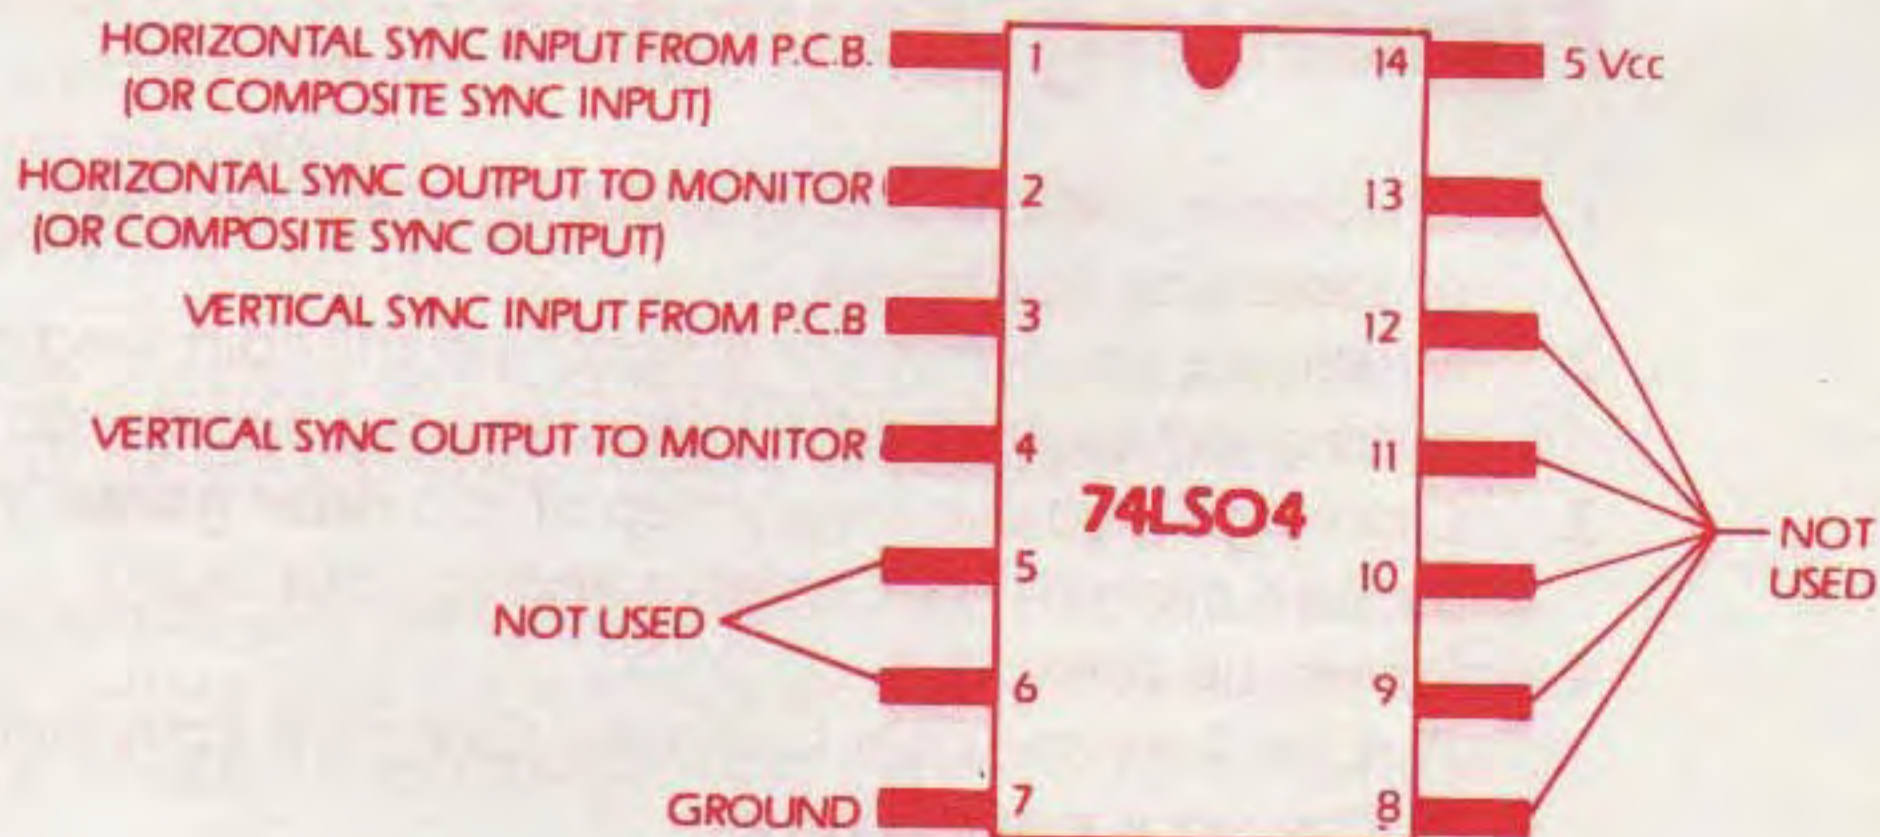 HORIZONTAL SYNC INPUT FROM P.C.B.
(OR COMPOSITE SYNC INPUT)
HORIZONTAL SYNC OUTPUT TO MONITOR
(OR COMPOSITE SYNC OUTPUT)
VERTICAL SYNC INPUT FROM P.C.B
VERTICAL SYNC OUTPUT TO MONITOR
NOT USED
GROUND
1
2
3
4
5
6
7
74LSO4
14
13
12
11
10
9
8
5 Vcc
NOT
USED